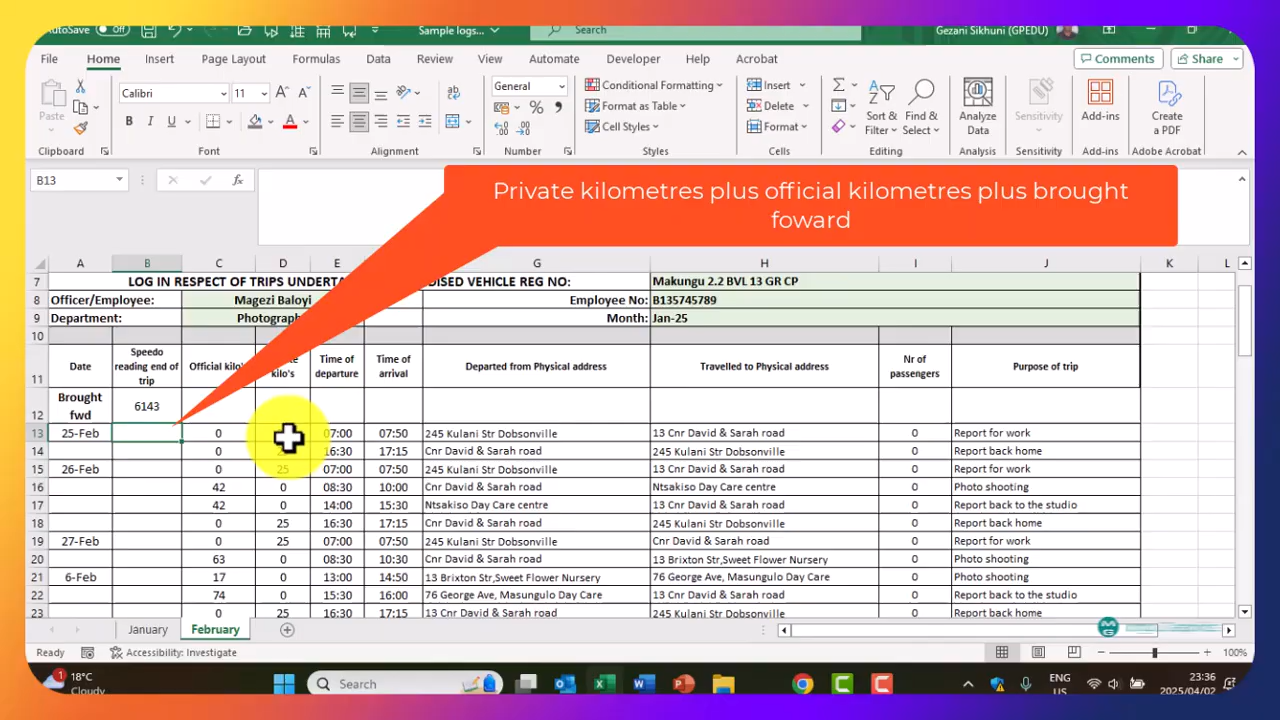 AutoSave Off Sample logs... Search Gezani Sikhuni (GPEDU)
File Home Insert Page Layout Formulas Data Review View Automate Developer Help Acrobat Comments Share
Paste Calibri 11 General Conditional Formatting Format as Table Cell Styles Insert Delete Format Sort & Filter Find & Select Analyze Data Sensitivity Add-ins Create a PDF
Clipboard Font Alignment Number Styles Cells Editing Analysis Sensitivity Add-ins Adobe Acrobat
B13 fx
Private kilometres plus official kilometres plus brought
foward
A B C D E F G H I J K L
7 LOG IN RESPECT OF TRIPS UNDERTA DISED VEHICLE REG NO: Makungu 2.2 BVL 13 GR CP
8 Officer/Employee: Magezi Baloyi Employee No: B135745789
9 Department: Photograph Month: Jan-25
10
11 Date Speedo reading end of trip Official kilo' kilo's Time of departure Time of arrival Departed from Physical address Travelled to Physical address Nr of passengers Purpose of trip
12 Brought fwd 6143
13 25-Feb 0 07:00 07:50 245 Kulani Str Dobsonville 13 Cnr David & Sarah road 0 Report for work
14 0 16:30 17:15 Cnr David & Sarah road 245 Kulani Str Dobsonville 0 Report back home
15 26-Feb 0 25 07:00 07:50 245 Kulani Str Dobsonville 13 Cnr David & Sarah road 0 Report for work
16 42 0 08:30 10:00 Cnr David & Sarah road Ntsakiso Day Care centre 0 Photo shooting
17 42 0 14:00 15:30 Ntsakiso Day Care centre 13 Cnr David & Sarah road 0 Report back to the studio
18 0 25 16:30 17:15 Cnr David & Sarah road 245 Kulani Str Dobsonville 0 Report back home
19 27-Feb 0 25 07:00 07:50 245 Kulani Str Dobsonville Cnr David & Sarah road 0 Report for work
20 63 0 08:30 10:30 Cnr David & Sarah road 13 Brixton Str,Sweet Flower Nursery 0 Photo shooting
21 6-Feb 17 0 13:00 14:50 13 Brixton Str,Sweet Flower Nursery 76 George Ave, Masungulo Day Care 0 Photo shooting
22 74 0 15:30 16:00 76 George Ave, Masungulo Day Care 13 Cnr David & Sarah road 0 Report back to the studio
23 0 25 16:30 17:15 13 Cnr David & Sarah road 245 Kulani Str Dobsonville 0 Report back home
January February
Ready Accessibility: Investigate 100%
1 18°C Cloudy Search ENG US 23:36 2025/04/02